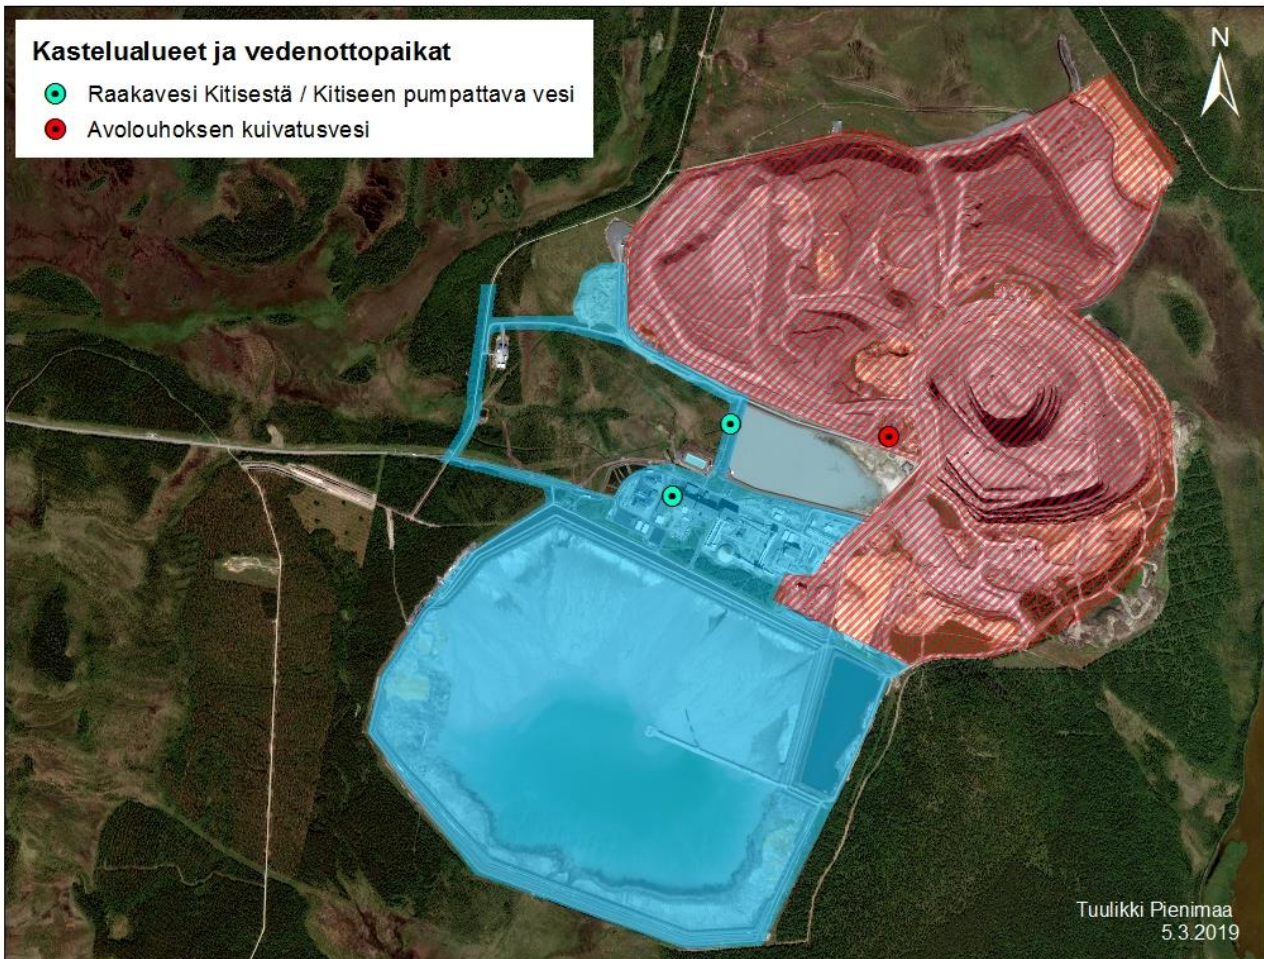 Kastelualueet ja vedenottopaikat
Raakavesi Kitisestä / Kitiseen pumpattava vesi
Avolouhoksen kuivatusvesi
N
Tuulikki Pienimaa
5.3.2019